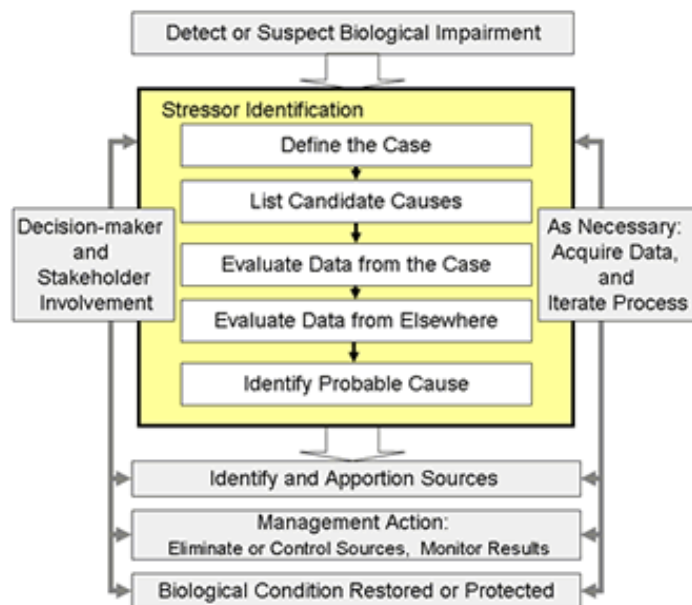 Detect or Suspect Biological Impairment
Stressor Identification
Define the Case
List Candidate Causes
Evaluate Data from the Case
Evaluate Data from Elsewhere
Identify Probable Cause
Decision-maker
and
Stakeholder
Involvement
As Necessary:
Acquire Data,
and
Iterate Process
Identify and Apportion Sources
Management Action:
Eliminate or Control Sources, Monitor Results
Biological Condition Restored or Protected